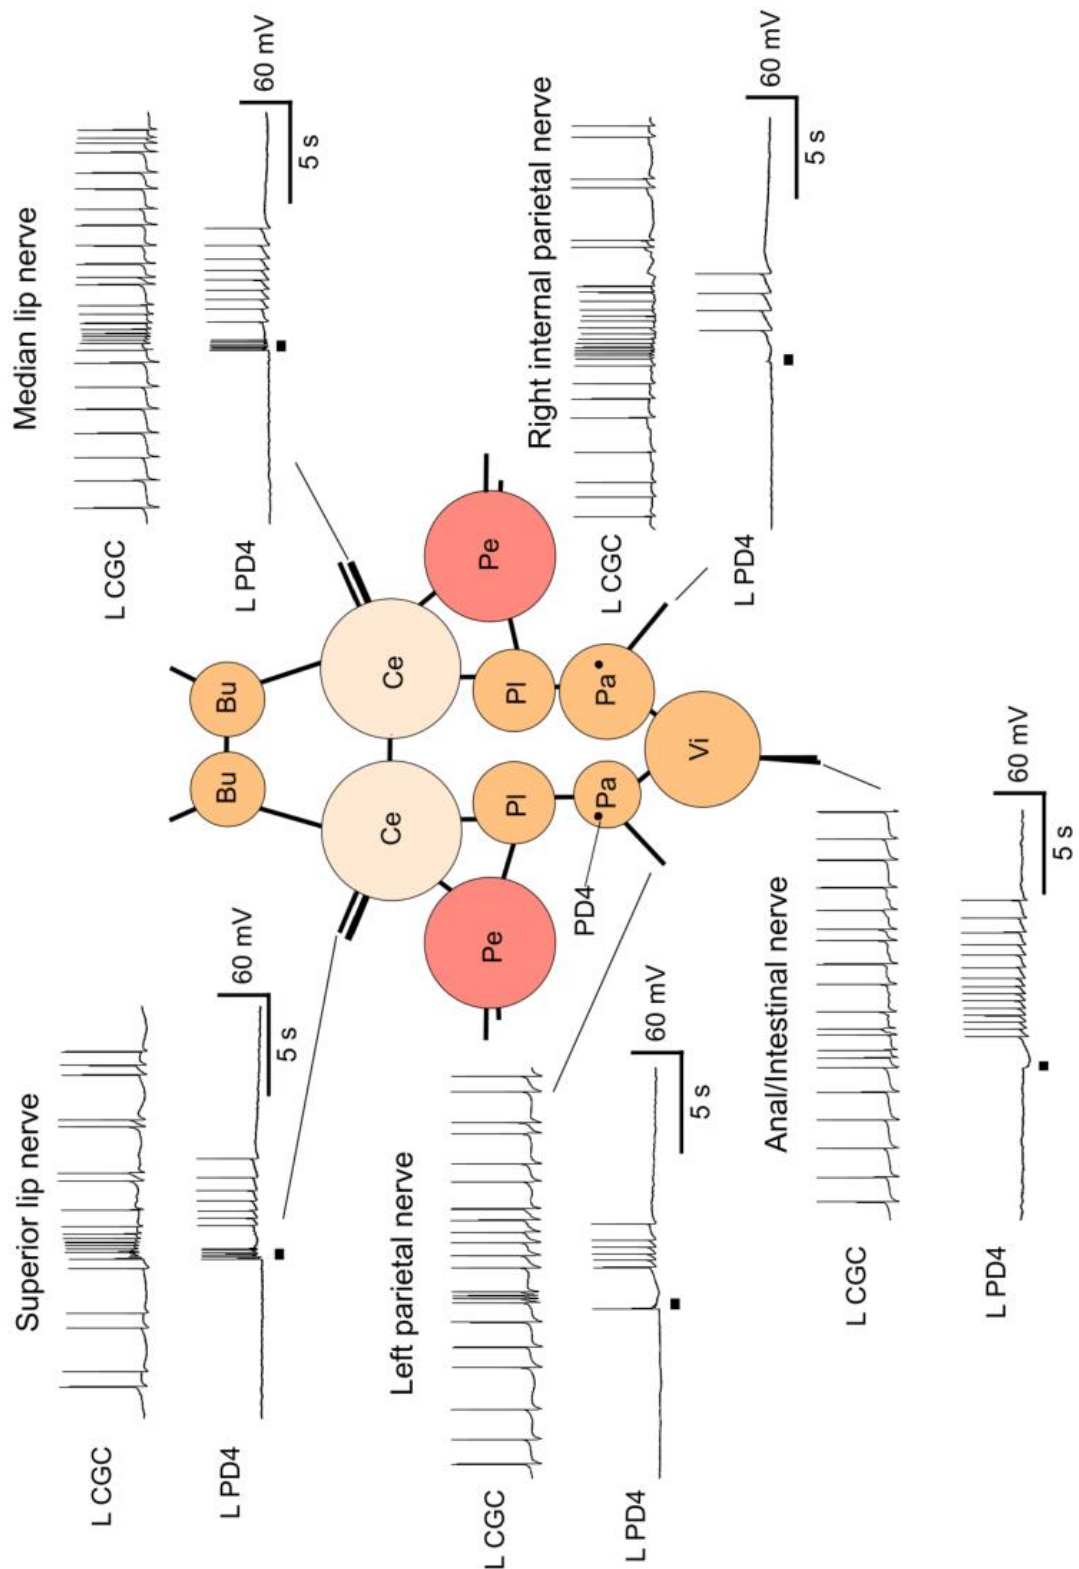 Superior lip nerve
L CGC
L PD4
60 mV
5 s
Median lip nerve
L CGC
L PD4
60 mV
5 s
Left parietal nerve
L CGC
L PD4
60 mV
5 s
Bu
Bu
Ce
Ce
Pe
Pe
Pl
Pl
Pa
Pa
PD4
Vi
Right internal parietal nerve
L CGC
L PD4
60 mV
5 s
Anal/Intestinal nerve
L CGC
L PD4
60 mV
5 s